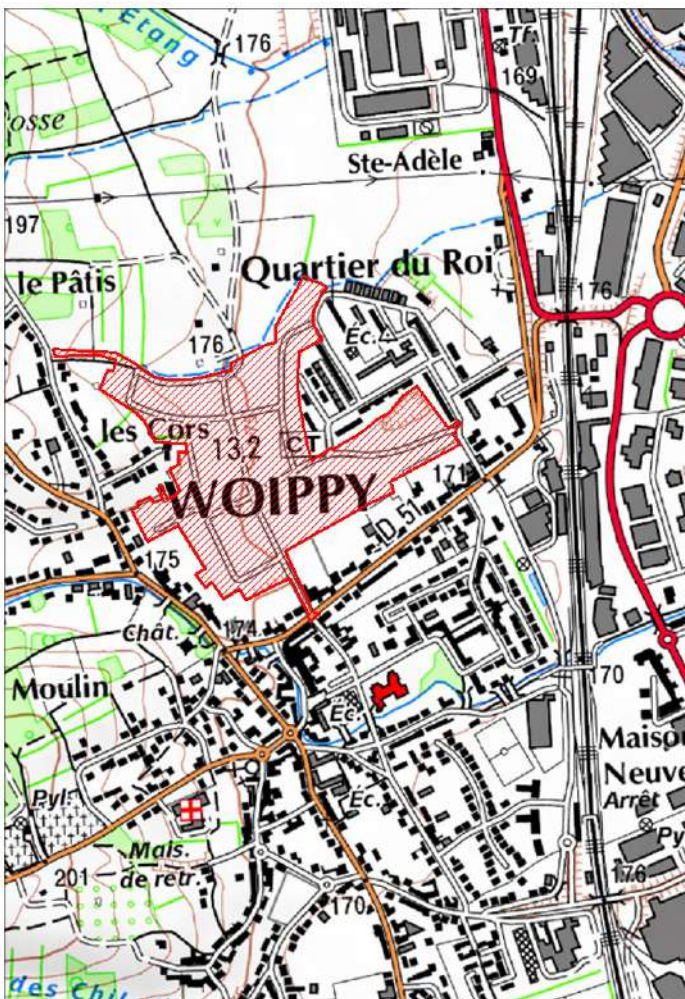 Etang
176
Tf.
169
osse
Ste-Adèle
197
Quartier du Roi
le Pâtis
176
176
Éc.
les Cors
13,2
CT
171
WOIPPY
D 51
175
Chât.
174
170
Moulin
Éc.
Maison
Neuve
Arrêt
Éc.
Pyl.
Py
Mais.
de retr.
201
176
170
des Chi